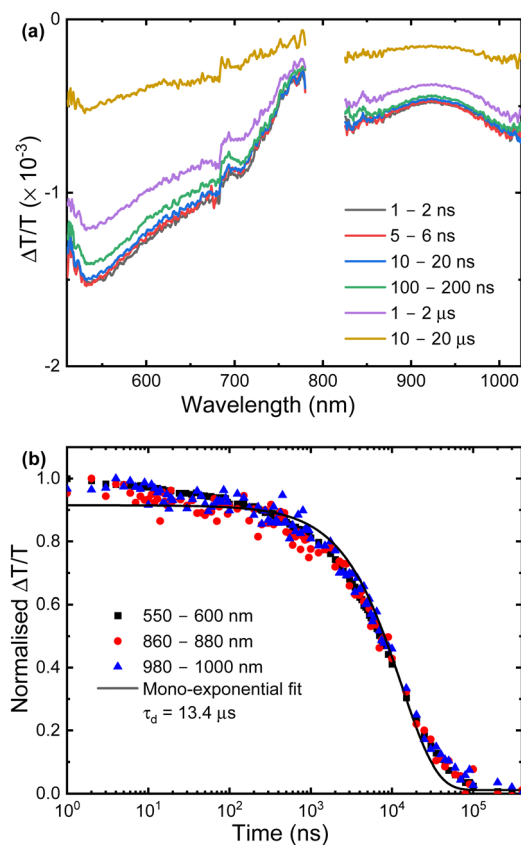 (a)
0
-1
-2
ΔT/T (× 10⁻³)
1 – 2 ns
5 – 6 ns
10 – 20 ns
100 – 200 ns
1 – 2 μs
10 – 20 μs
600 700 800 900 1000
Wavelength (nm)
(b)
1.0
0.8
0.6
0.4
0.2
0.0
Normalised ΔT/T
550 – 600 nm
860 – 880 nm
980 – 1000 nm
Mono-exponential fit
τd = 13.4 μs
10⁰ 10¹ 10² 10³ 10⁴ 10⁵
Time (ns)